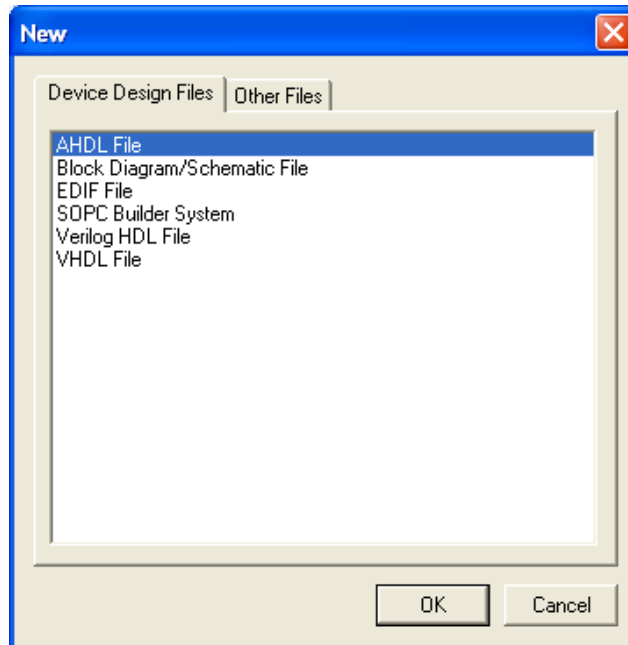 New
Device Design Files
Other Files
AHDL File
Block Diagram/Schematic File
EDIF File
SOPC Builder System
Verilog HDL File
VHDL File
OK
Cancel